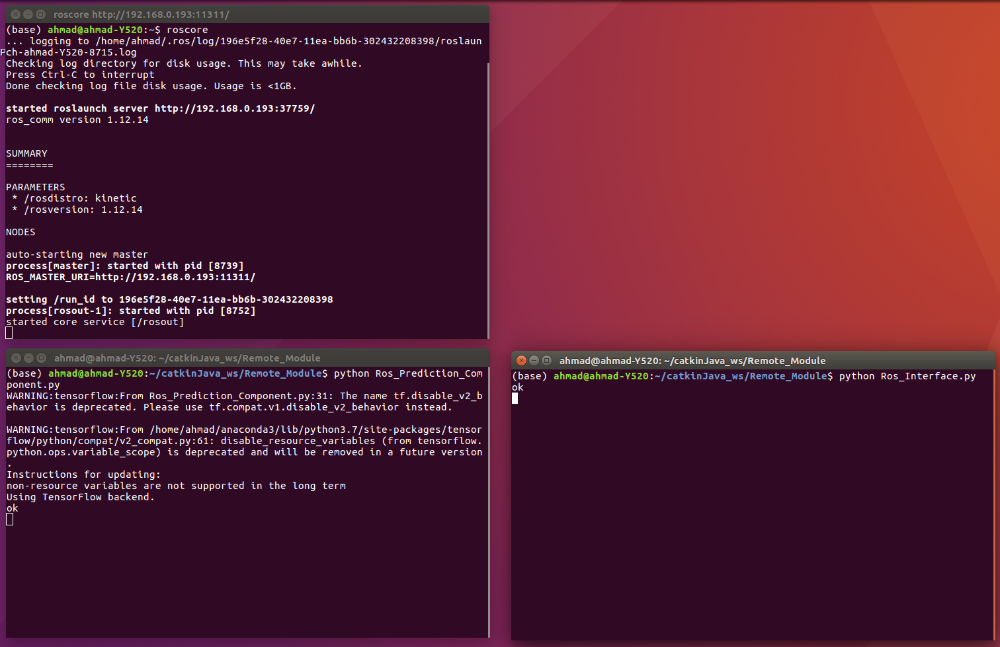 roscore http://192.168.0.193:11311/
(base) ahmad@ahmad-Y520:~$ roscore
... logging to /home/ahmad/.ros/log/196e5f28-40e7-11ea-bb6b-302432208398/roslaun
Pch-ahmad-Y520-8715.log
Checking log directory for disk usage. This may take awhile.
Press Ctrl-C to interrupt
Done checking log file disk usage. Usage is <1GB.
started roslaunch server http://192.168.0.193:37759/
ros_comm version 1.12.14
SUMMARY
========
PARAMETERS
* /rosdistro: kinetic
* /rosversion: 1.12.14
NODES
auto-starting new master
process[master]: started with pid [8739]
ROS_MASTER_URI=http://192.168.0.193:11311/
setting /run_id to 196e5f28-40e7-11ea-bb6b-302432208398
process[rosout-1]: started with pid [8752]
started core service [/rosout]
ahmad@ahmad-Y520: ~/catkinJava_ws/Remote_Module
(base) ahmad@ahmad-Y520:~/catkinJava_ws/Remote_Module$ python Ros_Prediction_Com
ponent.py
WARNING:tensorflow:From Ros_Prediction_Component.py:31: The name tf.disable_v2_b
ehavior is deprecated. Please use tf.compat.v1.disable_v2_behavior instead.
WARNING:tensorflow:From /home/ahmad/anaconda3/lib/python3.7/site-packages/tensor
flow/python/compat/v2_compat.py:61: disable_resource_variables (from tensorflow.
python.ops.variable_scope) is deprecated and will be removed in a future version
.
Instructions for updating:
non-resource variables are not supported in the long term
Using TensorFlow backend.
ok
ahmad@ahmad-Y520: ~/catkinJava_ws/Remote_Module
(base) ahmad@ahmad-Y520:~/catkinJava_ws/Remote_Module$ python Ros_Interface.py
ok